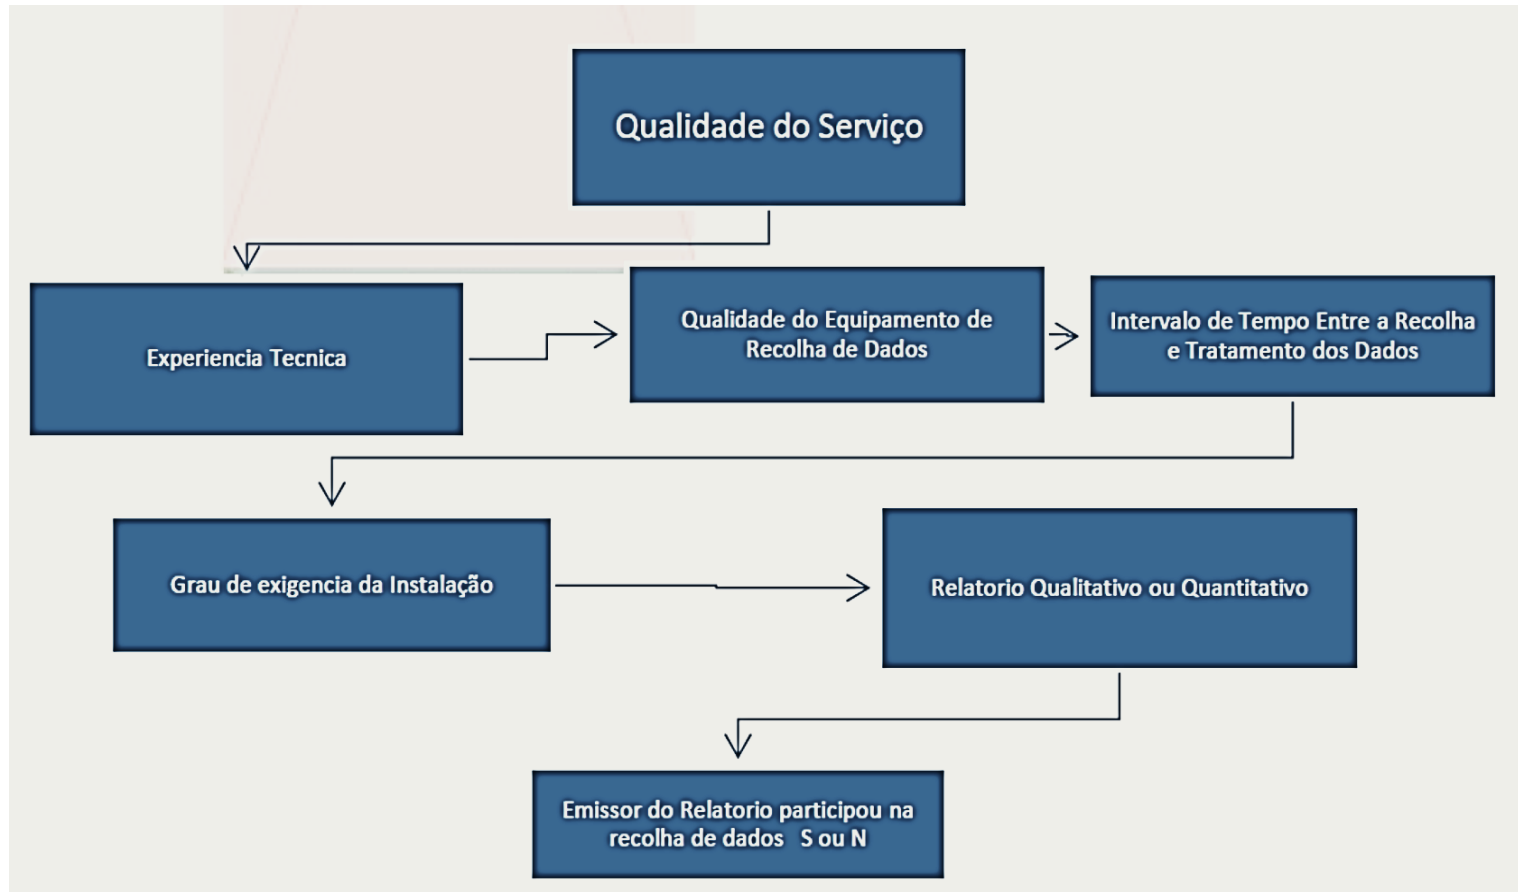 Qualidade do Serviço
Experiencia Tecnica
Qualidade do Equipamento de
Recolha de Dados
Intervalo de Tempo Entre a Recolha
e Tratamento dos Dados
Grau de exigencia da Instalação
Relatorio Qualitativo ou Quantitativo
Emissor do Relatorio participou na
recolha de dados S ou N